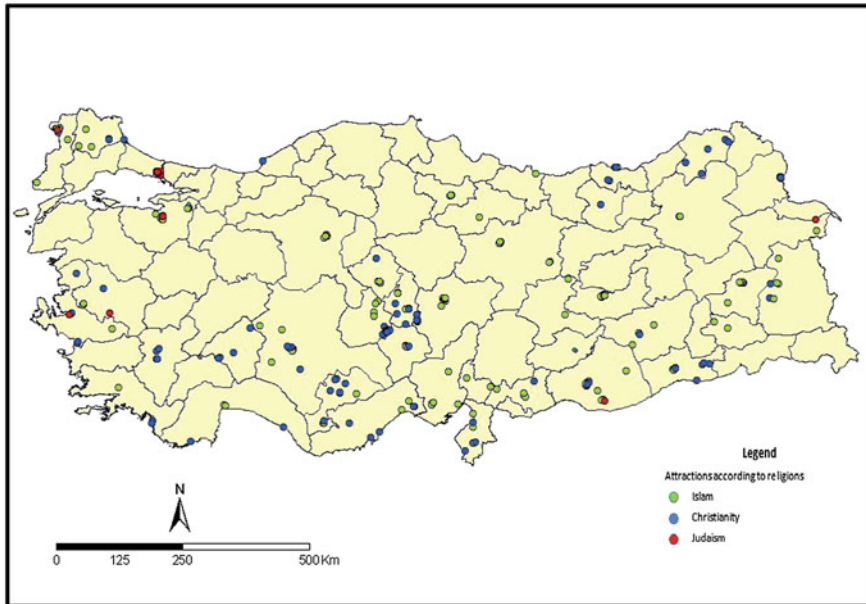 Legend
Attractions according to religions
Islam
Christianity
Judaism
N
0 125 250 500 Km